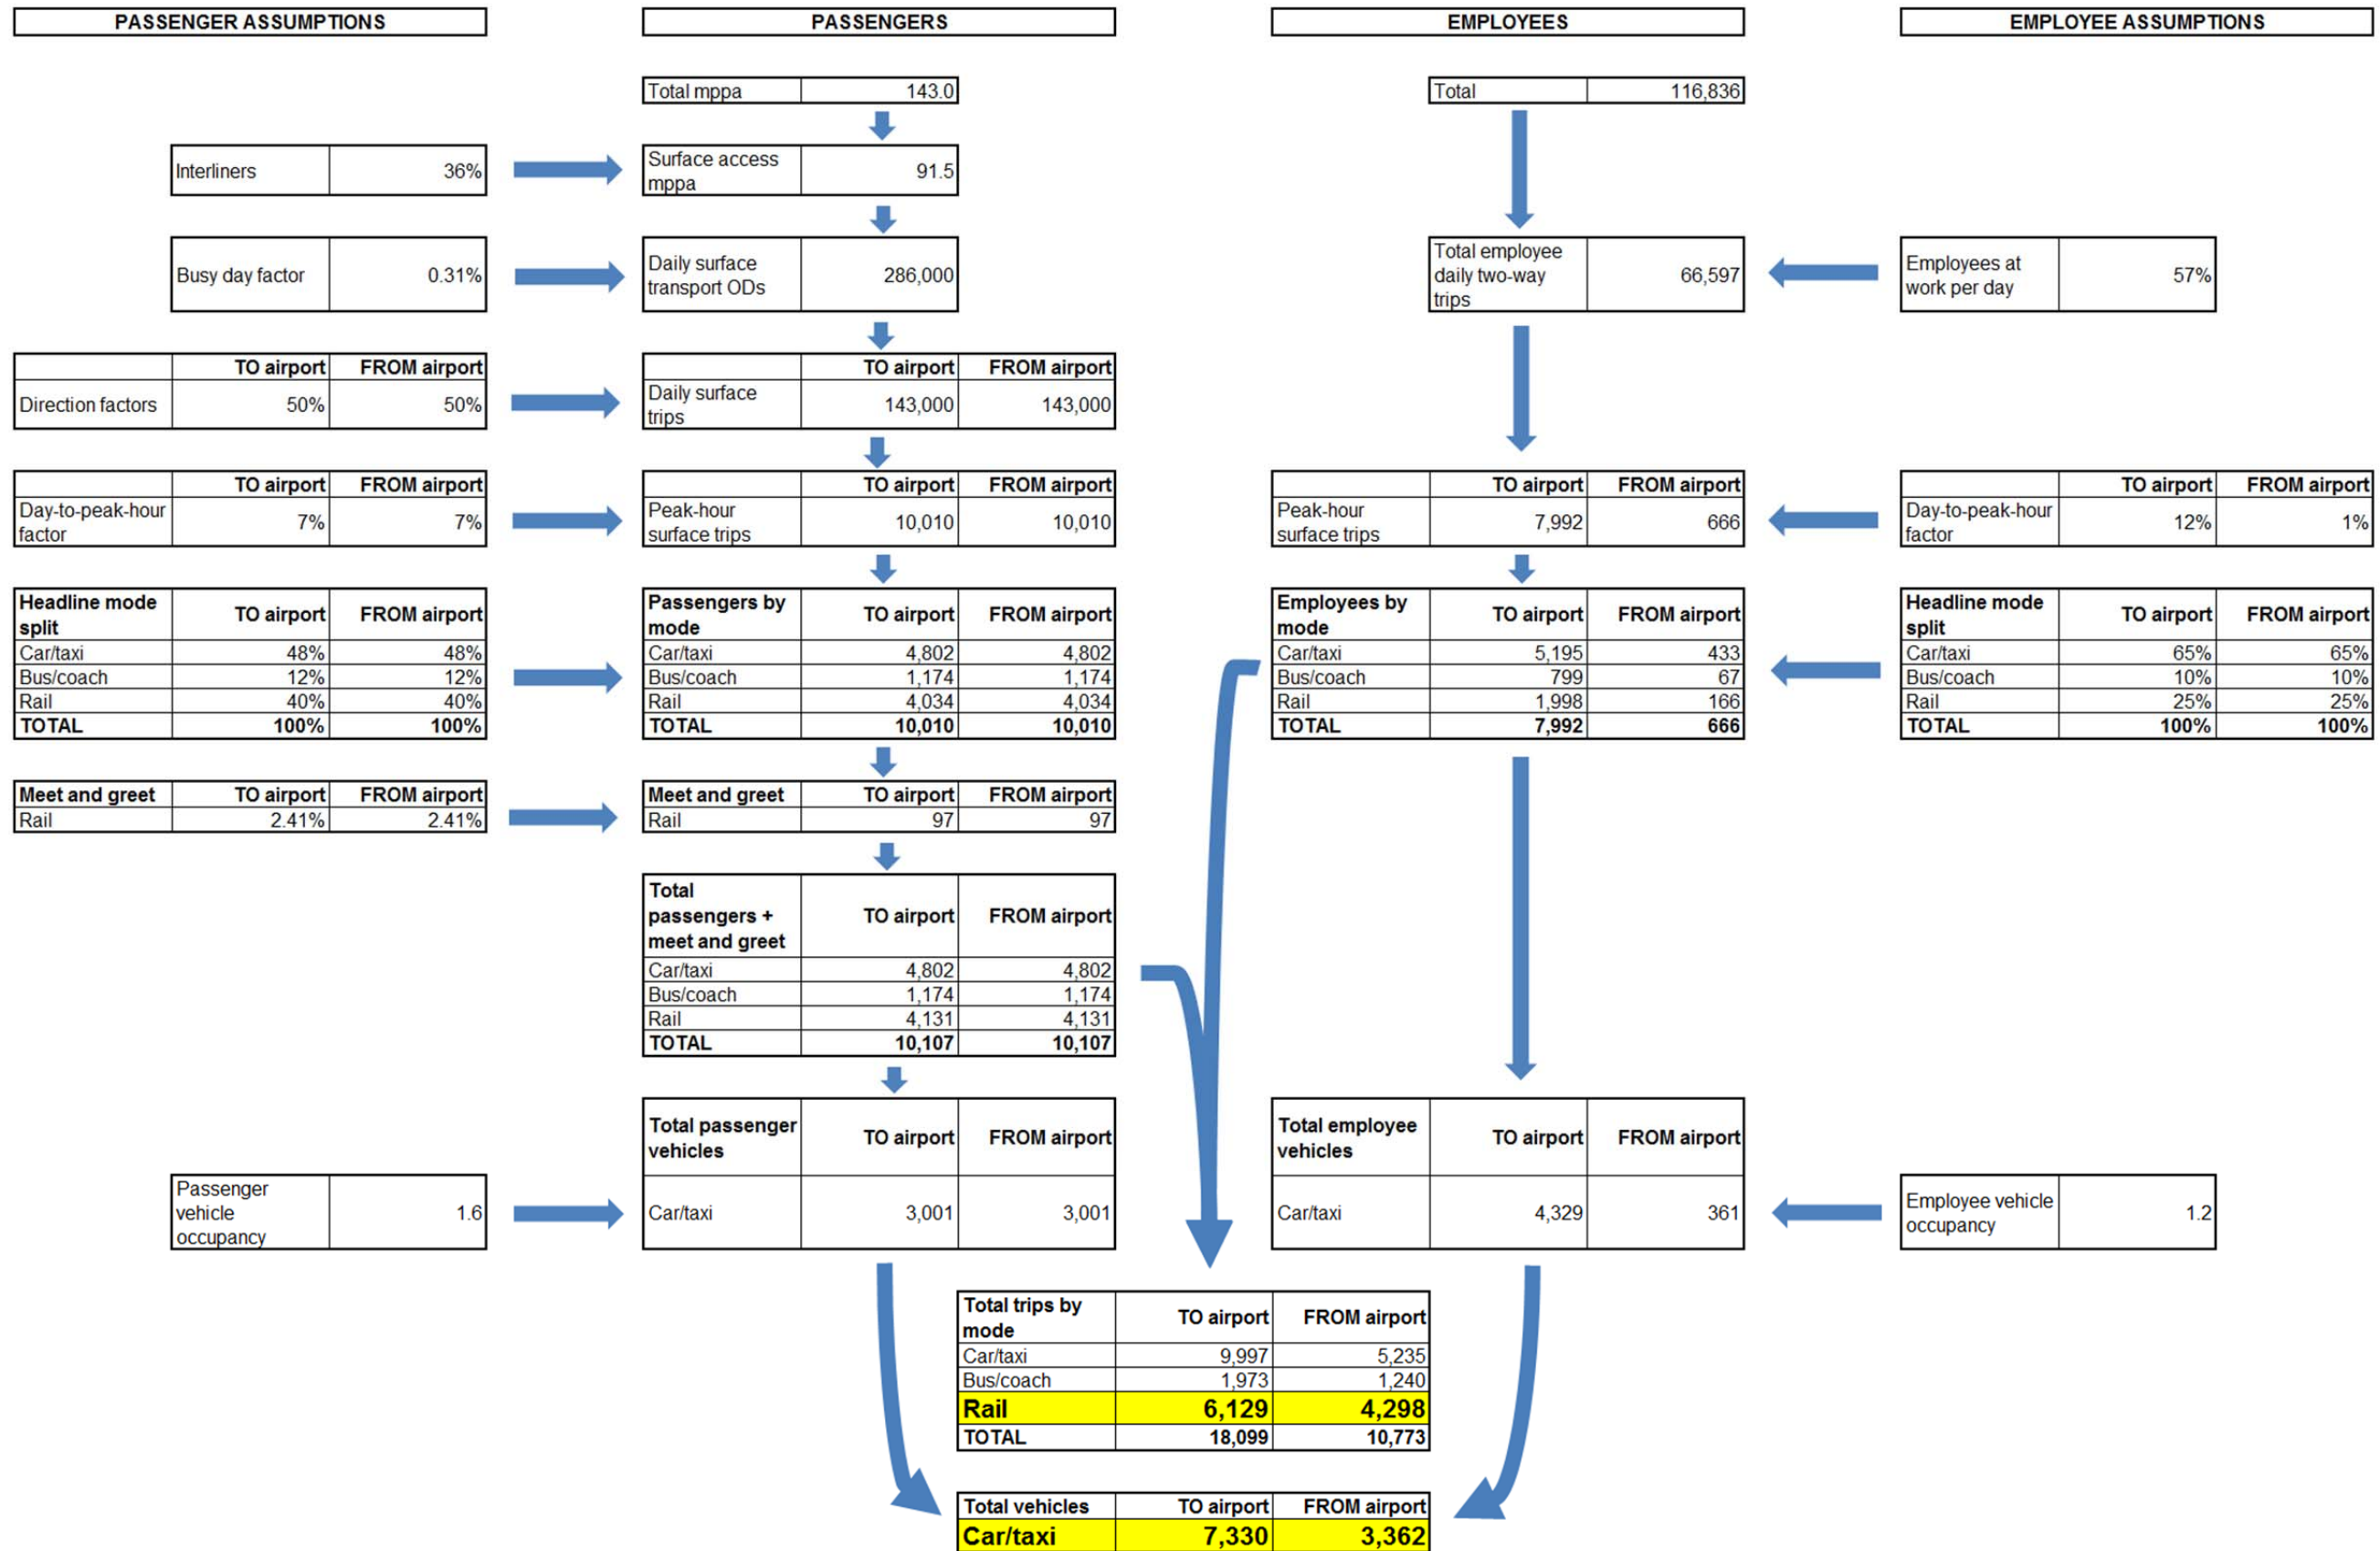 PASSENGER ASSUMPTIONS
PASSENGERS
EMPLOYEES
EMPLOYEE ASSUMPTIONS
Total mppa 143.0
Total 116,836
Interliners 36%
Surface access
mppa
91.5
Busy day factor 0.31%
Daily surface
transport ODs
286,000
Total employee
daily two-way
trips
66,597
Employees at
work per day
57%
TO airport FROM airport
Direction factors 50% 50%
TO airport FROM airport
Daily surface
trips
143,000 143,000
TO airport FROM airport
Day-to-peak-hour
factor
7% 7%
TO airport FROM airport
Peak-hour
surface trips
10,010 10,010
TO airport FROM airport
Peak-hour
surface trips
7,992 666
TO airport FROM airport
Day-to-peak-hour
factor
12% 1%
Headline mode
split
TO airport FROM airport
Car/taxi 48% 48%
Bus/coach 12% 12%
Rail 40% 40%
TOTAL 100% 100%
Passengers by
mode
TO airport FROM airport
Car/taxi 4,802 4,802
Bus/coach 1,174 1,174
Rail 4,034 4,034
TOTAL 10,010 10,010
Employees by
mode
TO airport FROM airport
Car/taxi 5,195 433
Bus/coach 799 67
Rail 1,998 166
TOTAL 7,992 666
Headline mode
split
TO airport FROM airport
Car/taxi 65% 65%
Bus/coach 10% 10%
Rail 25% 25%
TOTAL 100% 100%
Meet and greet TO airport FROM airport
Rail 2.41% 2.41%
Meet and greet TO airport FROM airport
Rail 97 97
Total
passengers +
meet and greet
TO airport FROM airport
Car/taxi 4,802 4,802
Bus/coach 1,174 1,174
Rail 4,131 4,131
TOTAL 10,107 10,107
Passenger
vehicle
occupancy
1.6
Total passenger
vehicles
TO airport FROM airport
Car/taxi 3,001 3,001
Total employee
vehicles
TO airport FROM airport
Car/taxi 4,329 361
Employee vehicle
occupancy
1.2
Total trips by
mode
TO airport FROM airport
Car/taxi 9,997 5,235
Bus/coach 1,973 1,240
Rail 6,129 4,298
TOTAL 18,099 10,773
Total vehicles TO airport FROM airport
Car/taxi 7,330 3,362